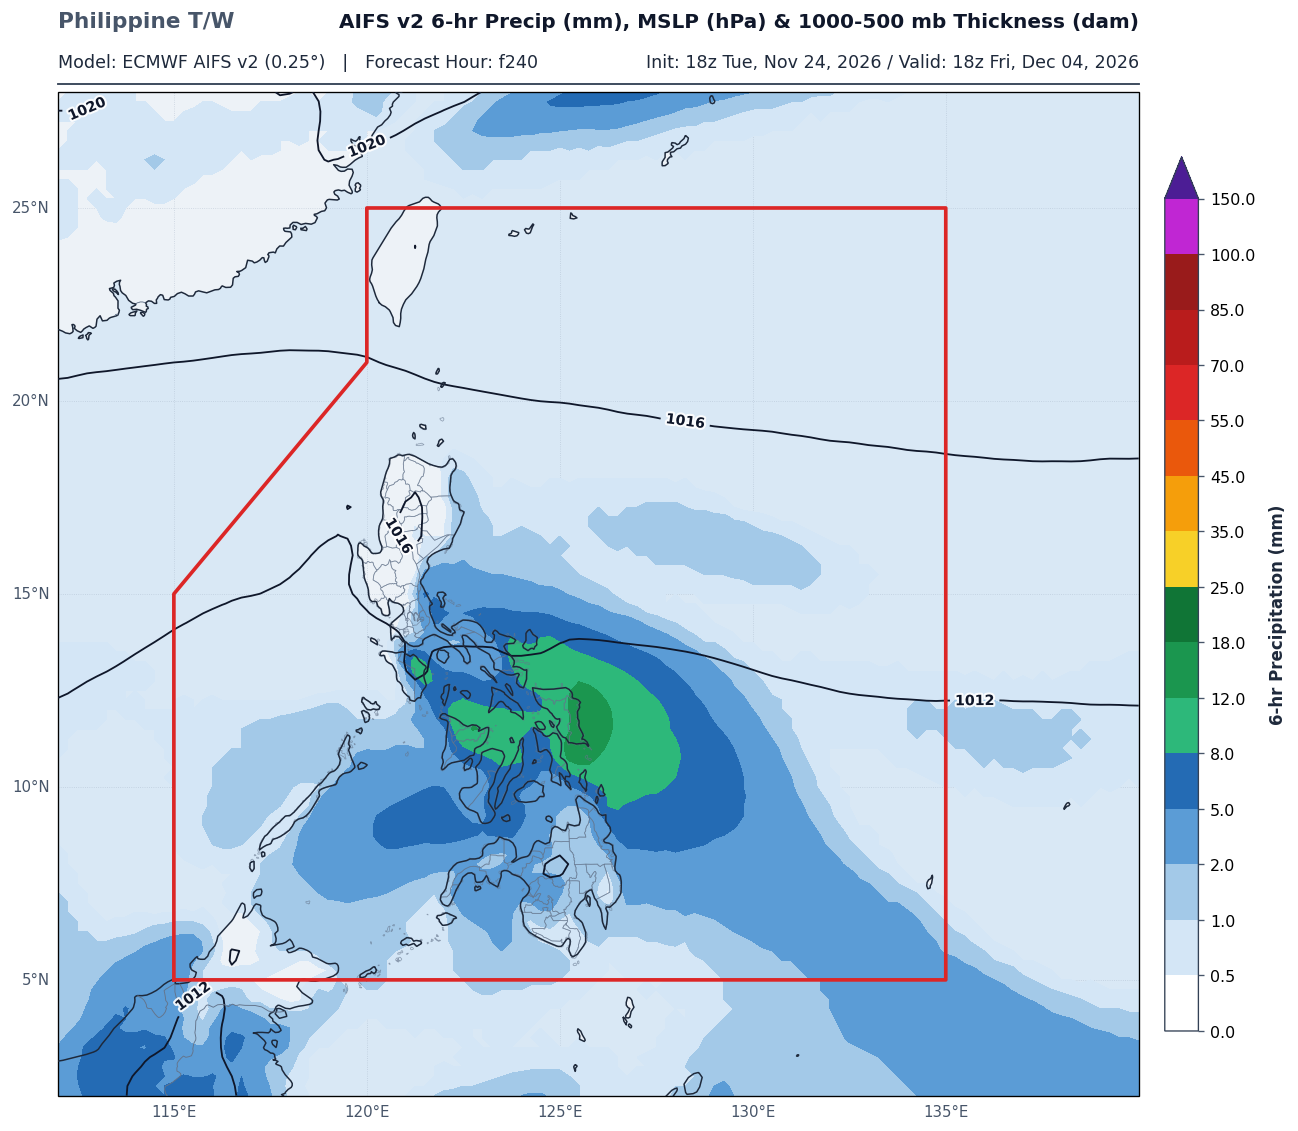 Philippine T/W
AIFS v2 6-hr Precip (mm), MSLP (hPa) & 1000-500 mb Thickness (dam)
Model: ECMWF AIFS v2 (0.25°) | Forecast Hour: f240
Init: 18z Tue, Nov 24, 2026 / Valid: 18z Fri, Dec 04, 2026
1020
1020
1016
1016
1012
1012
25°N
20°N
15°N
10°N
5°N
115°E
120°E
125°E
130°E
135°E
150.0
100.0
85.0
70.0
55.0
45.0
35.0
25.0
18.0
12.0
8.0
5.0
2.0
1.0
0.5
0.0
6-hr Precipitation (mm)